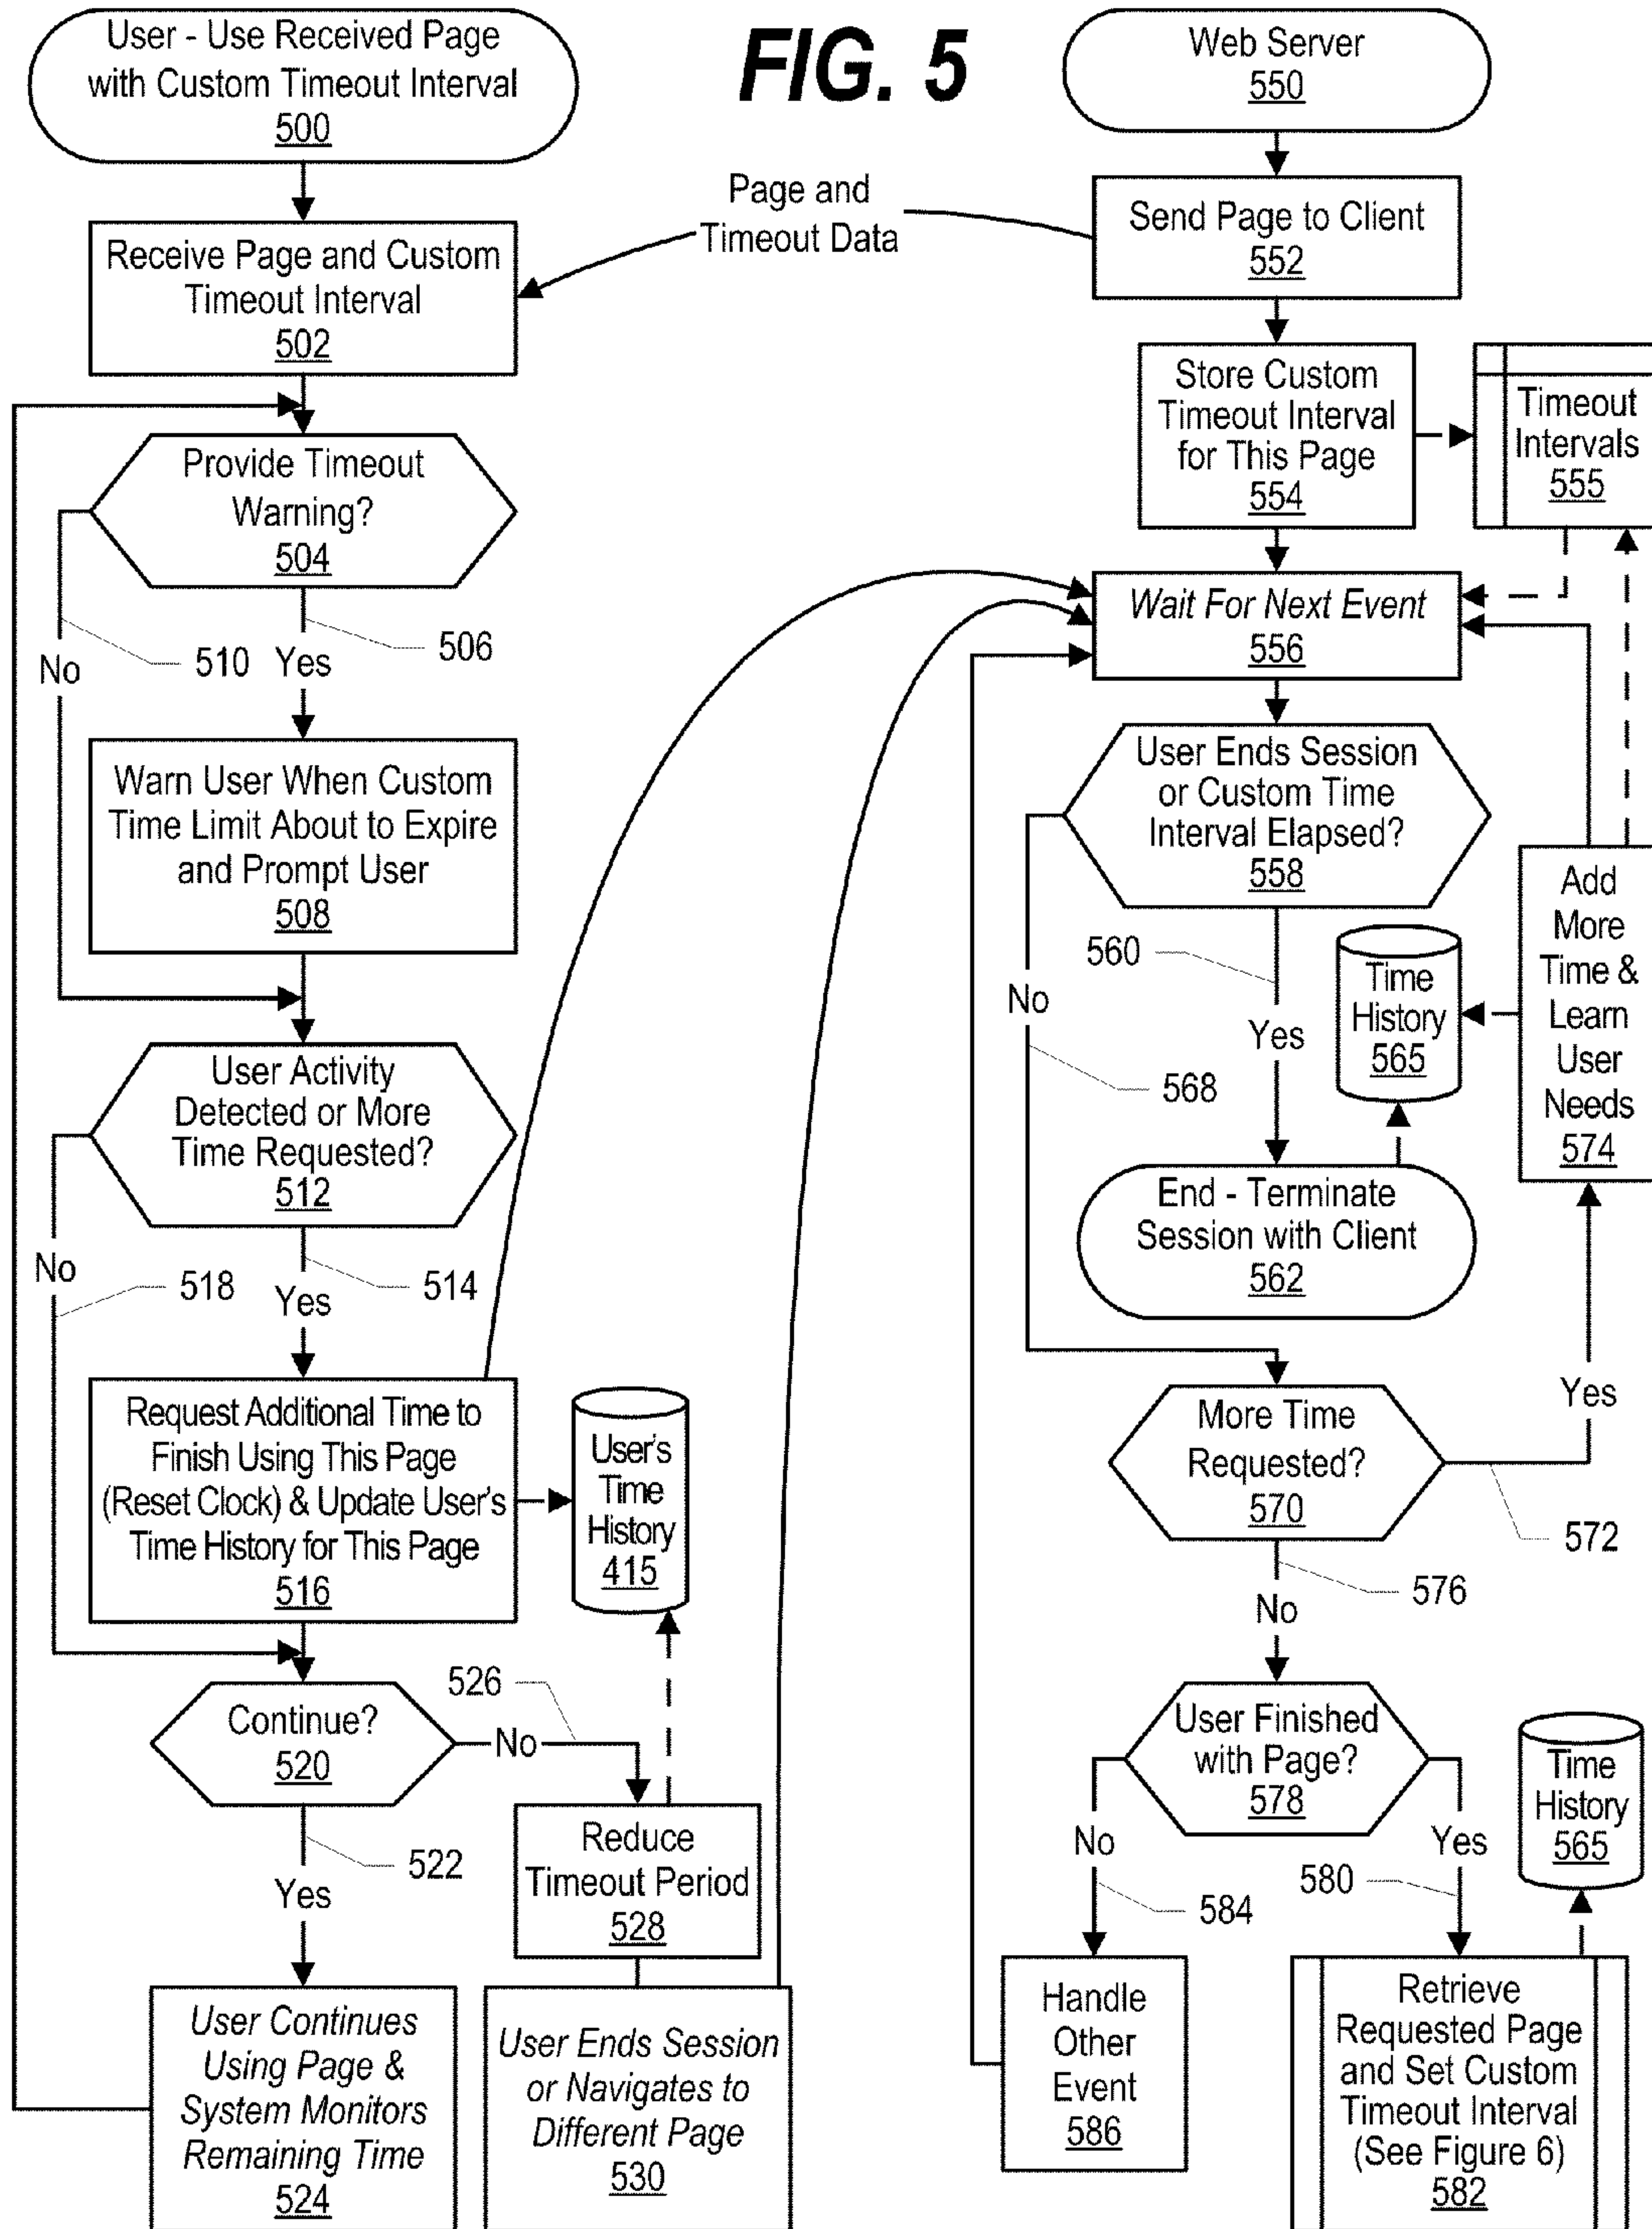 FIG. 5
User - Use Received Page
with Custom Timeout Interval
500
Receive Page and Custom
Timeout Interval
502
Page and
Timeout Data
Provide Timeout
Warning?
504
No
510
Yes
506
Warn User When Custom
Time Limit About to Expire
and Prompt User
508
User Activity
Detected or More
Time Requested?
512
No
518
Yes
514
Request Additional Time to
Finish Using This Page
(Reset Clock) & Update User's
Time History for This Page
516
User's
Time
History
415
Continue?
520
526
No
522
Yes
Reduce
Timeout Period
528
User Continues
Using Page &
System Monitors
Remaining Time
524
User Ends Session
or Navigates to
Different Page
530
Web Server
550
Send Page to Client
552
Store Custom
Timeout Interval
for This Page
554
Timeout
Intervals
555
Wait For Next Event
556
User Ends Session
or Custom Time
Interval Elapsed?
558
560
Yes
No
568
Time
History
565
Add
More
Time &
Learn
User
Needs
574
End - Terminate
Session with Client
562
More Time
Requested?
570
Yes
572
576
No
User Finished
with Page?
578
No
584
Yes
580
Time
History
565
Handle
Other
Event
586
Retrieve
Requested Page
and Set Custom
Timeout Interval
(See Figure 6)
582